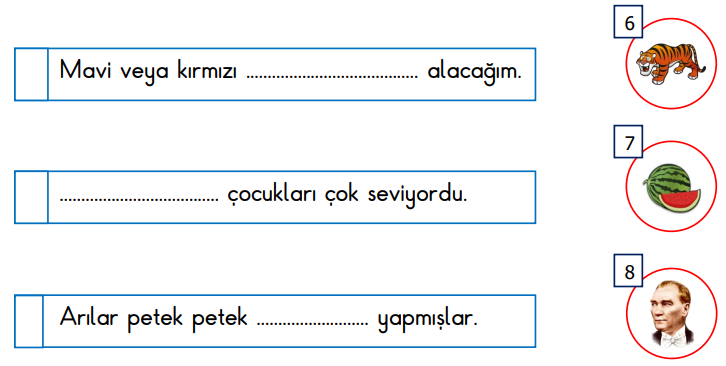 6
Mavi veya kırmızı ........................................ alacağım.
7
..................................... çocukları çok seviyordu.
8
Arılar petek petek .......................... yapmışlar.